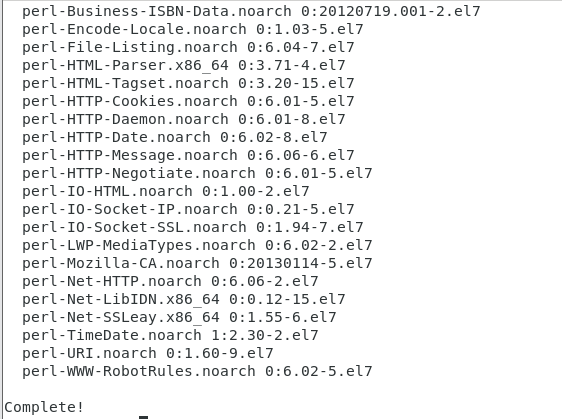 perl-Business-ISBN-Data.noarch 0:20120719.001-2.el7
perl-Encode-Locale.noarch 0:1.03-5.el7
perl-File-Listing.noarch 0:6.04-7.el7
perl-HTML-Parser.x86_64 0:3.71-4.el7
perl-HTML-Tagset.noarch 0:3.20-15.el7
perl-HTTP-Cookies.noarch 0:6.01-5.el7
perl-HTTP-Daemon.noarch 0:6.01-8.el7
perl-HTTP-Date.noarch 0:6.02-8.el7
perl-HTTP-Message.noarch 0:6.06-6.el7
perl-HTTP-Negotiate.noarch 0:6.01-5.el7
perl-IO-HTML.noarch 0:1.00-2.el7
perl-IO-Socket-IP.noarch 0:0.21-5.el7
perl-IO-Socket-SSL.noarch 0:1.94-7.el7
perl-LWP-MediaTypes.noarch 0:6.02-2.el7
perl-Mozilla-CA.noarch 0:20130114-5.el7
perl-Net-HTTP.noarch 0:6.06-2.el7
perl-Net-LibIDN.x86_64 0:0.12-15.el7
perl-Net-SSLeay.x86_64 0:1.55-6.el7
perl-TimeDate.noarch 1:2.30-2.el7
perl-URI.noarch 0:1.60-9.el7
perl-WWW-RobotRules.noarch 0:6.02-5.el7
Complete!